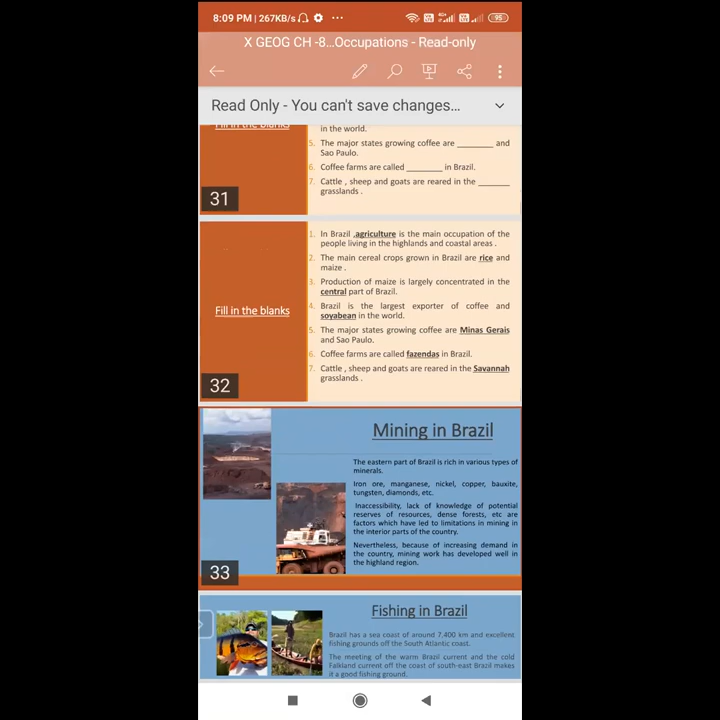 8:09 PM | 267KB/s
95
X GEOG CH -8...Occupations - Read-only
Read Only - You can't save changes...
Fill in the blanks
in the world.
5. The major states growing coffee are ________ and
Sao Paulo.
6. Coffee farms are called ________ in Brazil.
7. Cattle , sheep and goats are reared in the _______
grasslands .
31
Fill in the blanks
1. In Brazil ,agriculture is the main occupation of the
people living in the highlands and coastal areas .
2. The main cereal crops grown in Brazil are rice and
maize .
3. Production of maize is largely concentrated in the
central part of Brazil.
4. Brazil is the largest exporter of coffee and
soyabean in the world.
5. The major states growing coffee are Minas Gerais
and Sao Paulo.
6. Coffee farms are called fazendas in Brazil.
7. Cattle , sheep and goats are reared in the Savannah
grasslands .
32
Mining in Brazil
The eastern part of Brazil is rich in various types of
minerals.
Iron ore, manganese, nickel, copper, bauxite,
tungsten, diamonds, etc.
Inaccessibility, lack of knowledge of potential
reserves of resources, dense forests, etc are
factors which have led to limitations in mining in
the interior parts of the country.
Nevertheless, because of increasing demand in
the country, mining work has developed well in
the highland region.
33
Fishing in Brazil
Brazil has a sea coast of around 7,400 km and excellent
fishing grounds off the South Atlantic coast.
The meeting of the warm Brazil current and the cold
Falkland current off the coast of south-east Brazil makes
it a good fishing ground.